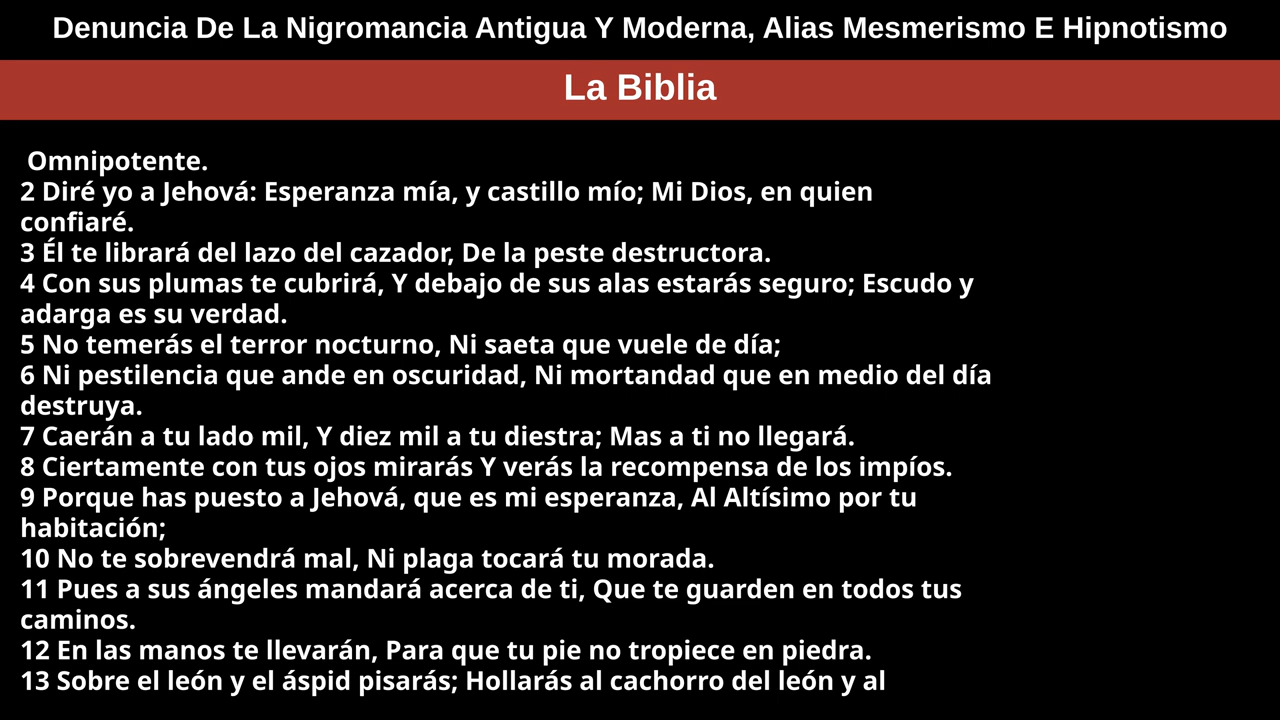 Denuncia De La Nigromancia Antigua Y Moderna, Alias Mesmerismo E Hipnotismo
La Biblia
Omnipotente.
2 Diré yo a Jehová: Esperanza mía, y castillo mío; Mi Dios, en quien
confiaré.
3 Él te librará del lazo del cazador, De la peste destructora.
4 Con sus plumas te cubrirá, Y debajo de sus alas estarás seguro; Escudo y
adarga es su verdad.
5 No temerás el terror nocturno, Ni saeta que vuele de día;
6 Ni pestilencia que ande en oscuridad, Ni mortandad que en medio del día
destruya.
7 Caerán a tu lado mil, Y diez mil a tu diestra; Mas a ti no llegará.
8 Ciertamente con tus ojos mirarás Y verás la recompensa de los impíos.
9 Porque has puesto a Jehová, que es mi esperanza, Al Altísimo por tu
habitación;
10 No te sobrevendrá mal, Ni plaga tocará tu morada.
11 Pues a sus ángeles mandará acerca de ti, Que te guarden en todos tus
caminos.
12 En las manos te llevarán, Para que tu pie no tropiece en piedra.
13 Sobre el león y el áspid pisarás; Hollarás al cachorro del león y al